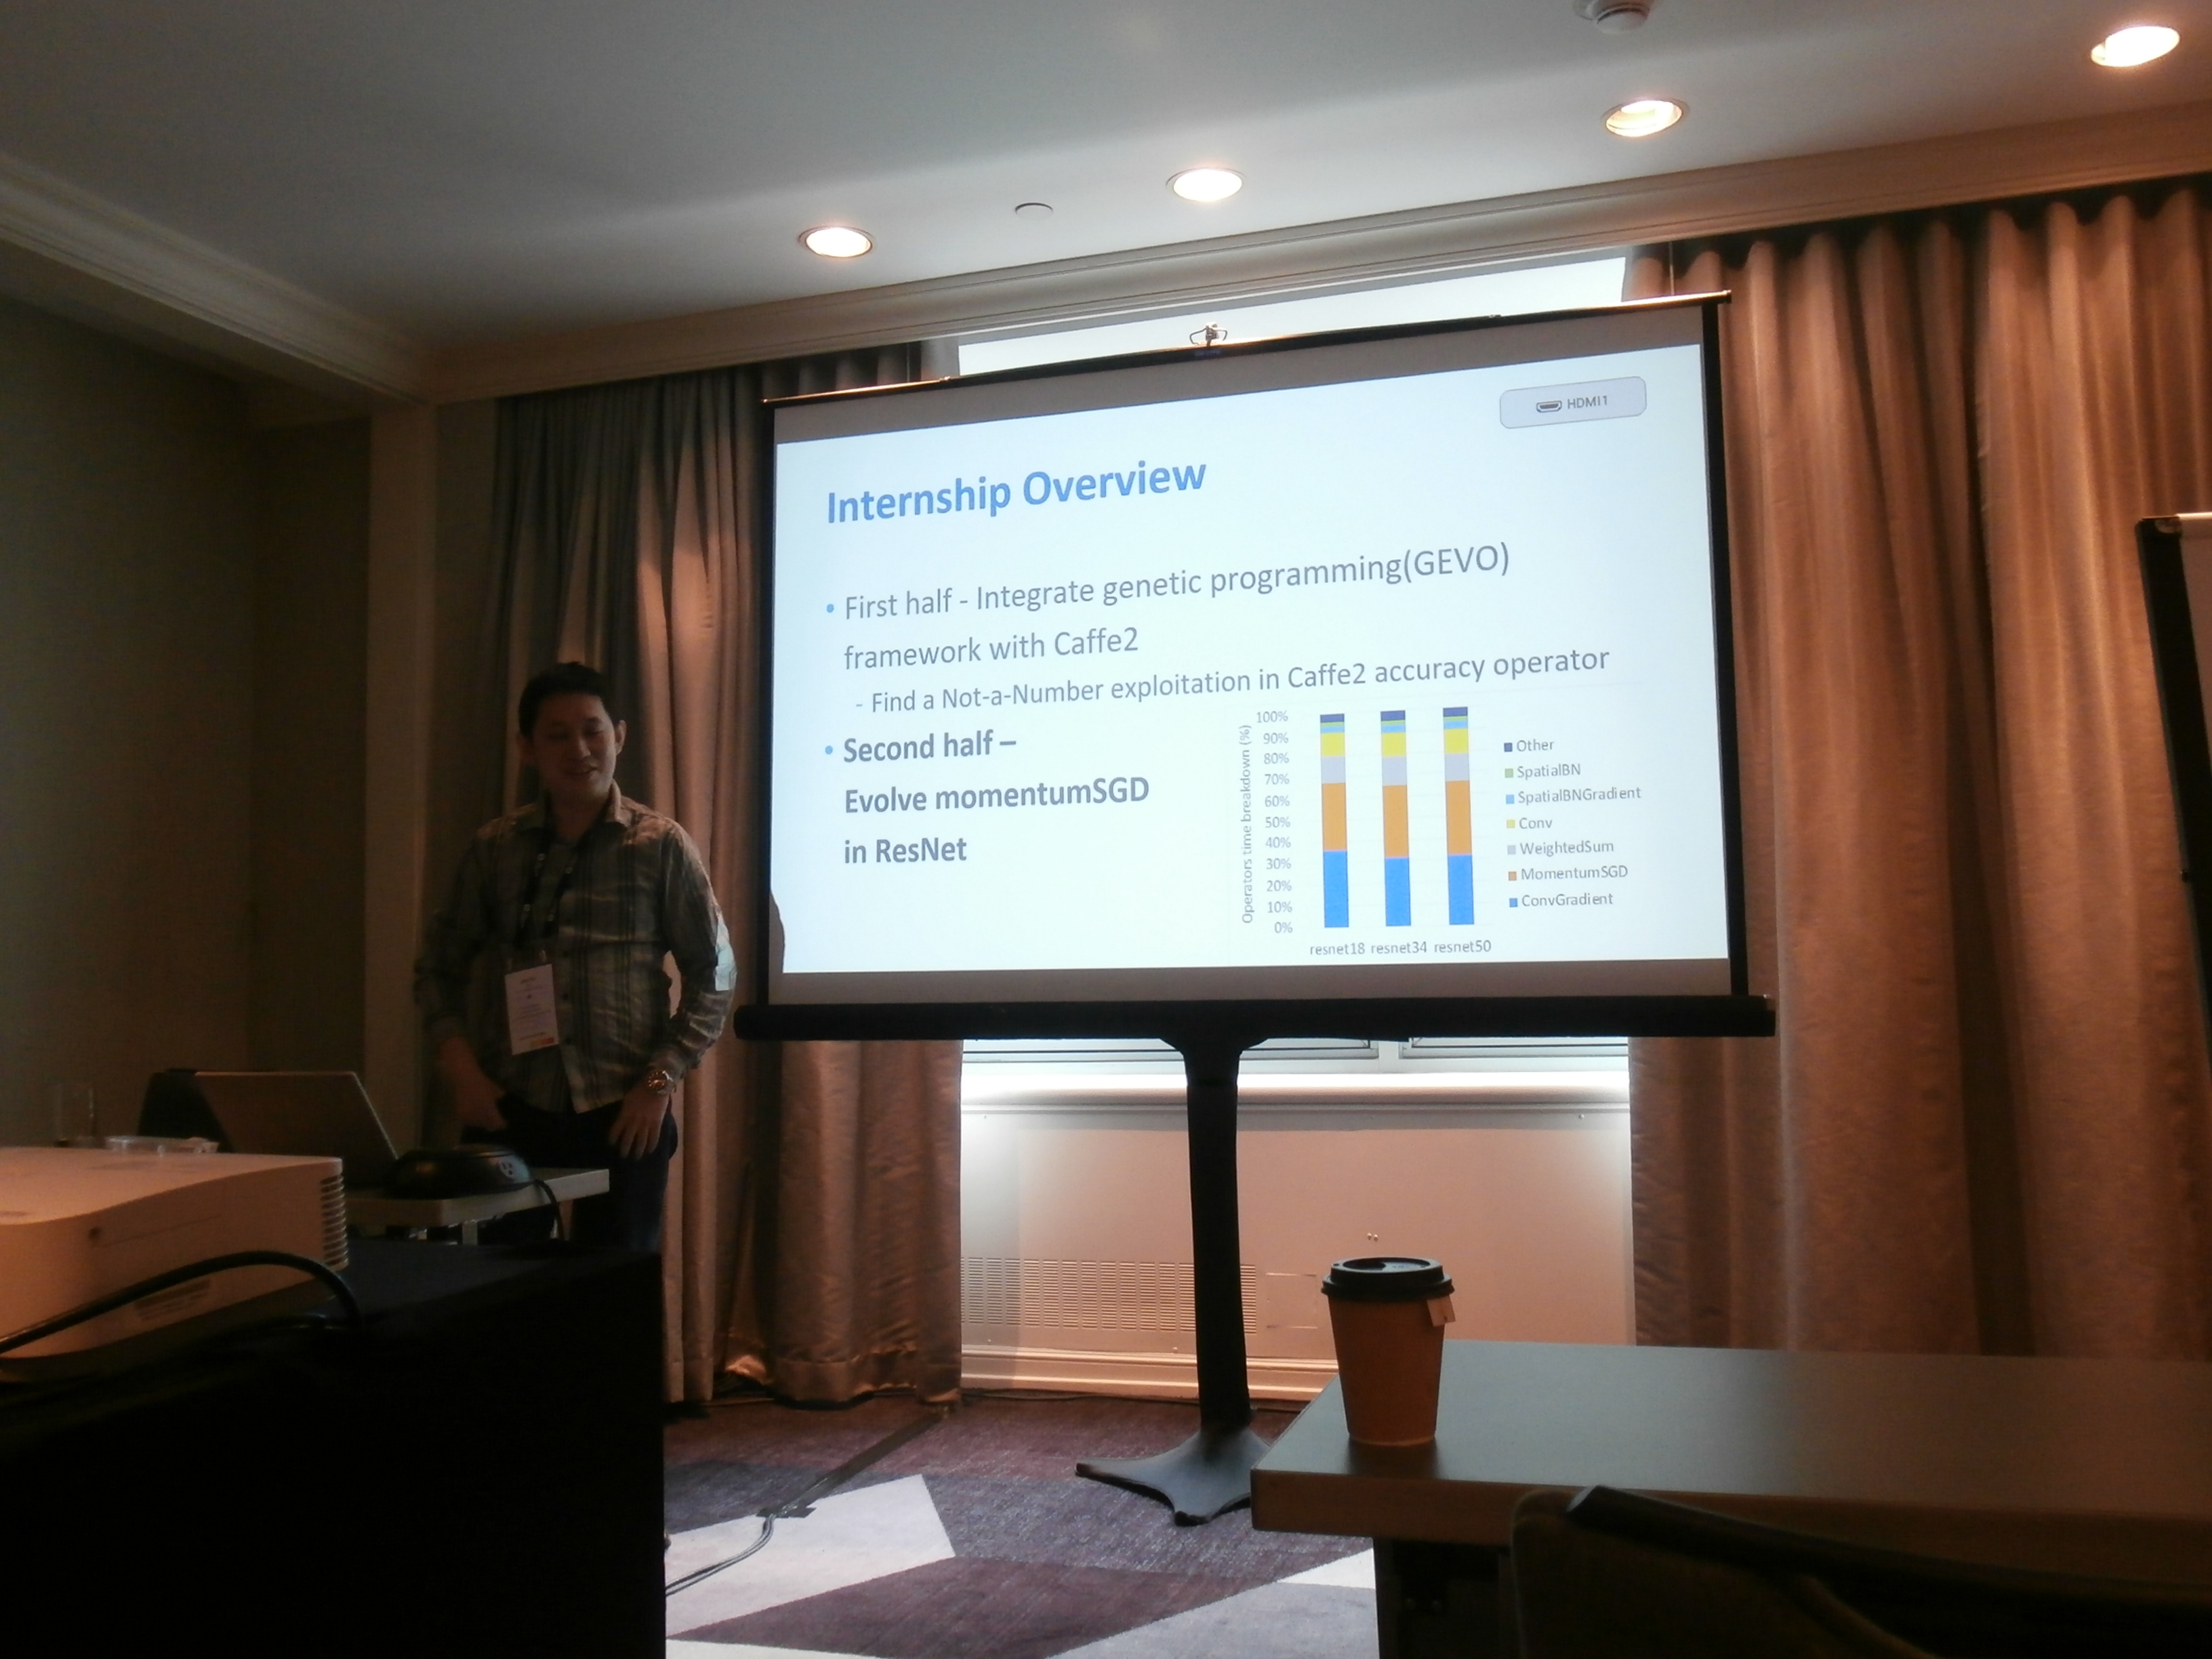 HDMI1
Internship Overview
• First half - Integrate genetic programming(GEVO)
framework with Caffe2
- Find a Not-a-Number exploitation in Caffe2 accuracy operator
• Second half –
Evolve momentumSGD
in ResNet
Operators time breakdown (%)
100%
90%
80%
70%
60%
50%
40%
30%
20%
10%
0%
resnet18 resnet34 resnet50
Other
SpatialBN
SpatialBNGradient
Conv
WeightedSum
MomentumSGD
ConvGradient